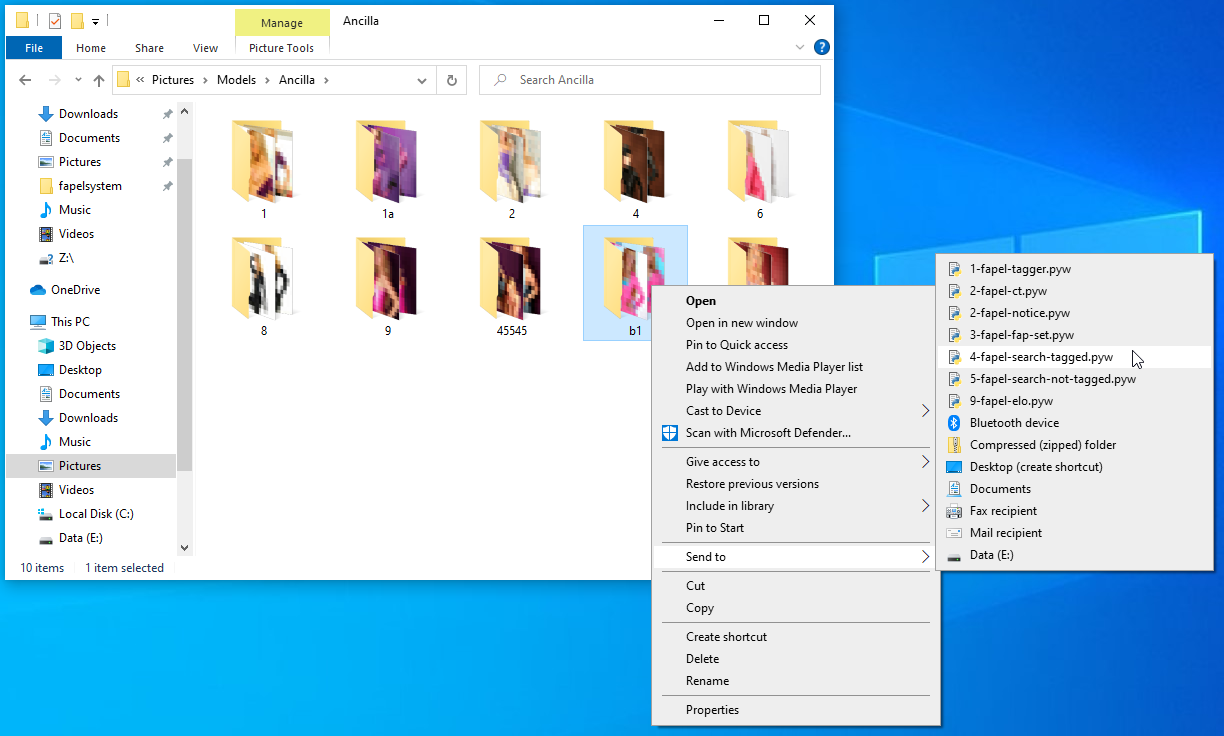 Manage
Ancilla
File
Home
Share
View
Picture Tools
?
« Pictures > Models > Ancilla >
Search Ancilla
Downloads
Documents
Pictures
fapelsystem
Music
Videos
Z:\
OneDrive
This PC
3D Objects
Desktop
Documents
Downloads
Music
Pictures
Videos
Local Disk (C:)
Data (E:)
1
1a
2
4
6
8
9
45545
b1
10 items
1 item selected
Open
Open in new window
Pin to Quick access
Add to Windows Media Player list
Play with Windows Media Player
Cast to Device
Scan with Microsoft Defender...
Give access to
Restore previous versions
Include in library
Pin to Start
Send to
Cut
Copy
Create shortcut
Delete
Rename
Properties
1-fapel-tagger.pyw
2-fapel-ct.pyw
2-fapel-notice.pyw
3-fapel-fap-set.pyw
4-fapel-search-tagged.pyw
5-fapel-search-not-tagged.pyw
9-fapel-elo.pyw
Bluetooth device
Compressed (zipped) folder
Desktop (create shortcut)
Documents
Fax recipient
Mail recipient
Data (E:)